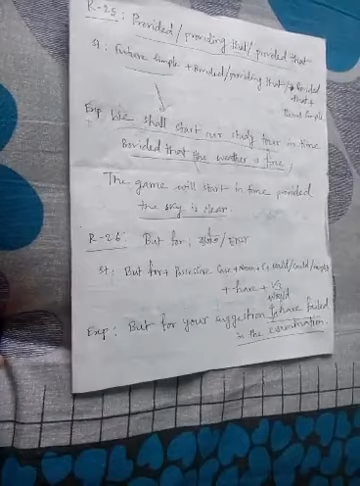 R-25: Provided/providing that/provided that
st: Future simple + Provided/providing that/Provided
that +
Exp: We shall start our study tour in time
Provided that the weather is fine,
The game will start in time provided
the sky is clear.
R-26: But for:
st: But for + Possessive Case + Noun + , would/could/might
+ have + V3
would
Exp: But for your suggestion I have failed
in the examination.